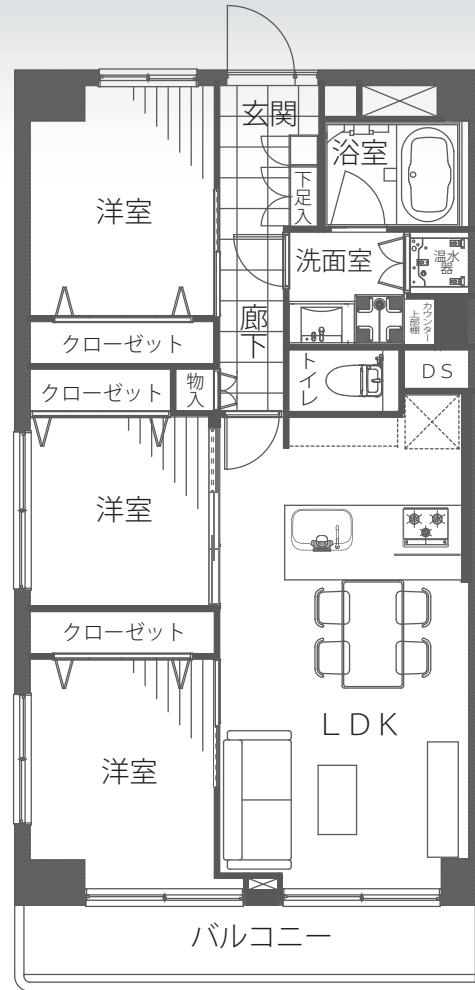 玄関
浴室
洋室
下足入
洗面室
温水器
廊下
カウンター
上部棚
クローゼット
トイレ
DS
クローゼット
物入
洋室
クローゼット
LDK
洋室
バルコニー